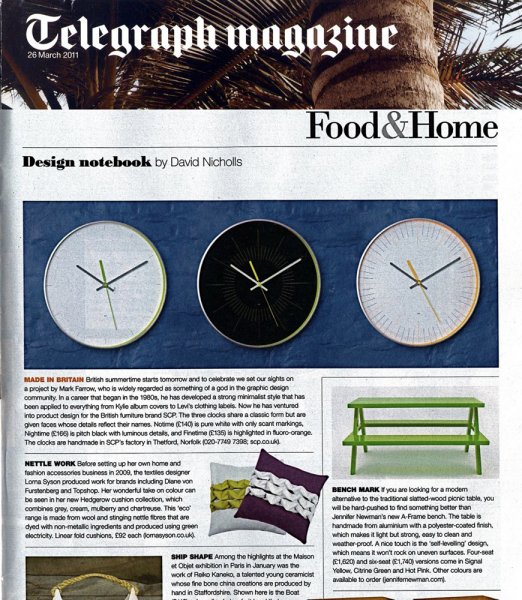 Telegraph magazine
26 March 2011
Food&Home
Design notebook by David Nicholls
MADE IN BRITAIN British summertime starts tomorrow and to celebrate we set our sights on
a project by Mark Farrow, who is widely regarded as something of a god in the graphic design
community. In a career that began in the 1980s, he has developed a strong minimalist style that has
been applied to everything from Kylie album covers to Levi's clothing labels. Now he has ventured
into product design for the British furniture brand SCP. The three clocks share a classic form but are
given faces whose details reflect their names. Notime (£140) is pure white with only scant markings,
Nightime (£166) is pitch black with luminous details, and Finetime (£135) is highlighted in fluoro-orange.
The clocks are handmade in SCP's factory in Thetford, Norfolk (020-7749 7398; scp.co.uk).
NETTLE WORK Before setting up her own home and
fashion accessories business in 2009, the textiles designer
Lorna Syson produced work for brands including Diane von
Furstenberg and Topshop. Her wonderful take on colour can
be seen in her new Hedgerow cushion collection, which
combines grey, cream, mulberry and chartreuse. This 'eco'
range is made from wool and stinging nettle fibres that are
dyed with non-metallic ingredients and produced using green
electricity. Linear fold cushions, £92 each (lornasyson.co.uk).
SHIP SHAPE Among the highlights at the Maison
et Objet exhibition in Paris in January was the
work of Reiko Kaneko, a talented young ceramicist
whose fine bone china creations are produced by
hand in Staffordshire. Shown here is the Boat
BENCH MARK If you are looking for a modern
alternative to the traditional slatted-wood picnic table, you
will be hard-pushed to find something better than
Jennifer Newman's new A-Frame bench. The table is
handmade from aluminium with a polyester-coated finish,
which makes it light but strong, easy to clean and
weather-proof. A nice touch is the 'self-levelling' design,
which means it won't rock on uneven surfaces. Four-seat
(£1,620) and six-seat (£1,740) versions come in Signal
Yellow, Citrine Green and Hot Pink. Other colours are
available to order (jennifernewman.com).